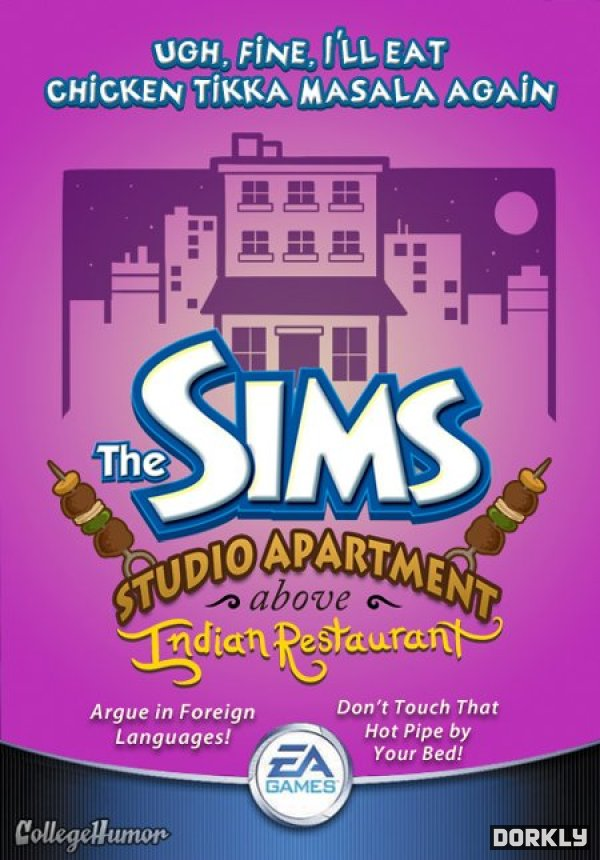 UGH, FINE, I'LL EAT
CHICKEN TIKKA MASALA AGAIN
The SIMS
STUDIO APARTMENT
above
Indian Restaurant
Argue in Foreign
Languages!
Don't Touch That
Hot Pipe by
Your Bed!
EA
GAMES
CollegeHumor
DORKLY